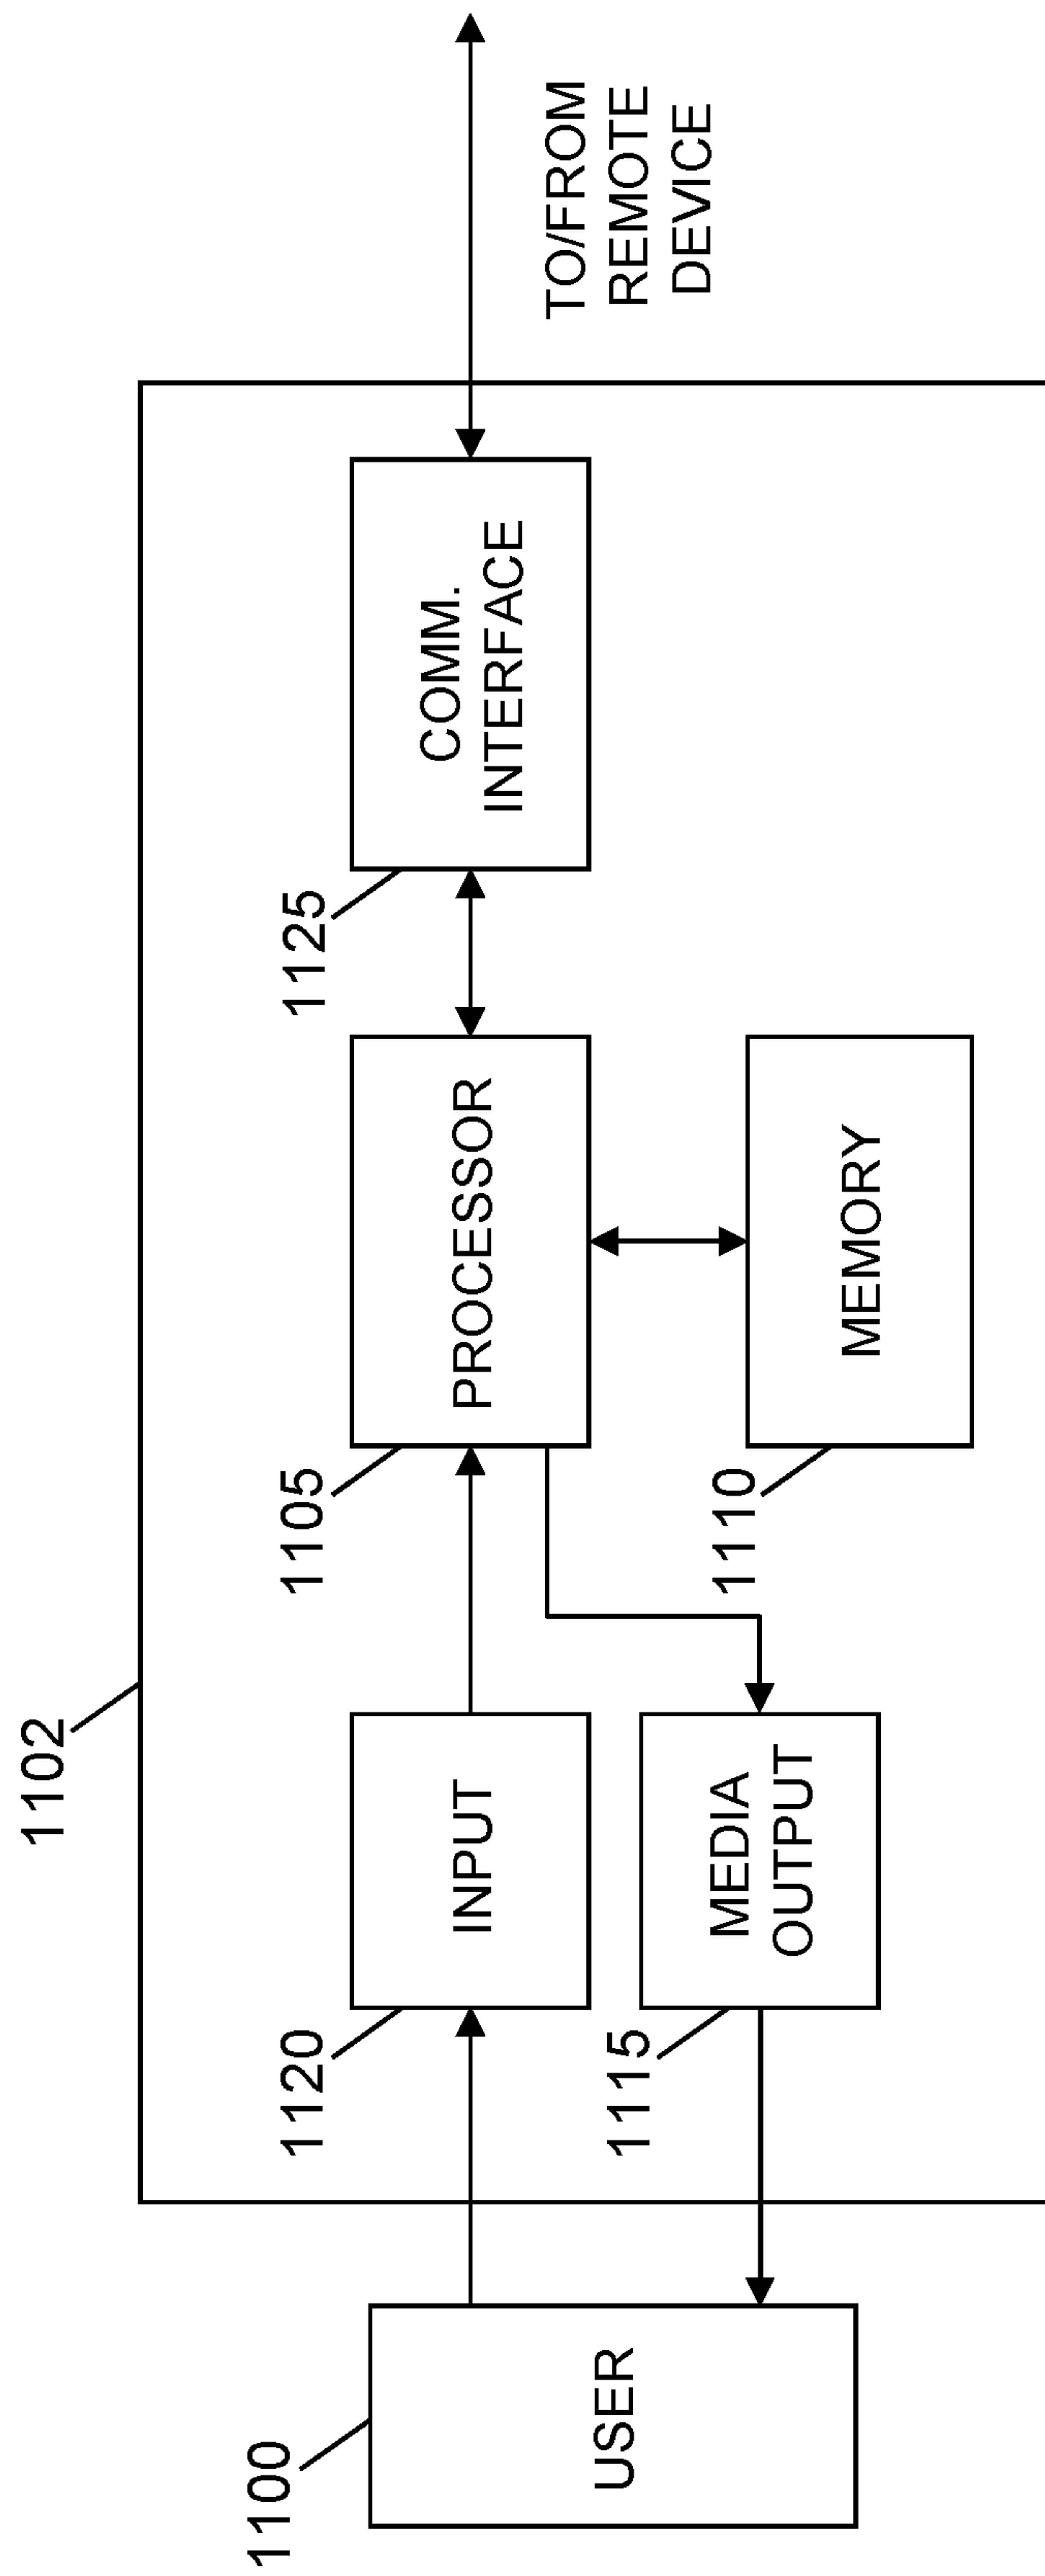 1102
1100
USER
1120
INPUT
1115
MEDIA
OUTPUT
1105
PROCESSOR
1110
MEMORY
1125
COMM.
INTERFACE
TO/FROM
REMOTE
DEVICE